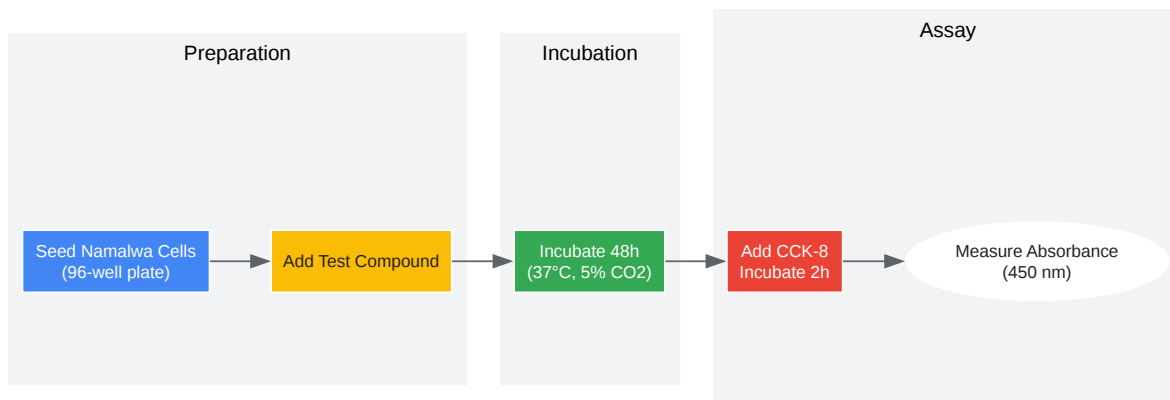 Preparation
Incubation
Assay
Seed Namalwa Cells
(96-well plate)
Add Test Compound
Incubate 48h
(37°C, 5% CO2)
Add CCK-8
Incubate 2h
Measure Absorbance
(450 nm)